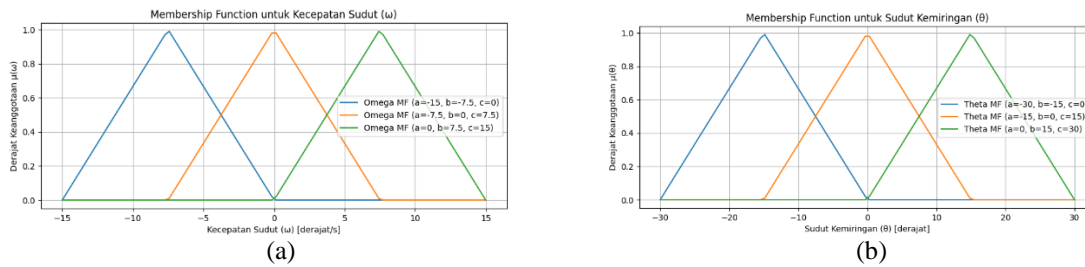 Membership Function untuk Kecepatan Sudut (ω)
Derajat Keanggotaan μ(ω)
1.0
0.8
0.6
0.4
0.2
0.0
Omega MF (a=-15, b=-7.5, c=0)
Omega MF (a=-7.5, b=0, c=7.5)
Omega MF (a=0, b=7.5, c=15)
−15 −10 −5 0 5 10 15
Kecepatan Sudut (ω) [derajat/s]
(a)
Membership Function untuk Sudut Kemiringan (θ)
Derajat Keanggotaan μ(θ)
1.0
0.8
0.6
0.4
0.2
0.0
Theta MF (a=-30, b=-15, c=0
Theta MF (a=-15, b=0, c=15)
Theta MF (a=0, b=15, c=30)
−30 −20 −10 0 10 20 30
Sudut Kemiringan (θ) [derajat]
(b)